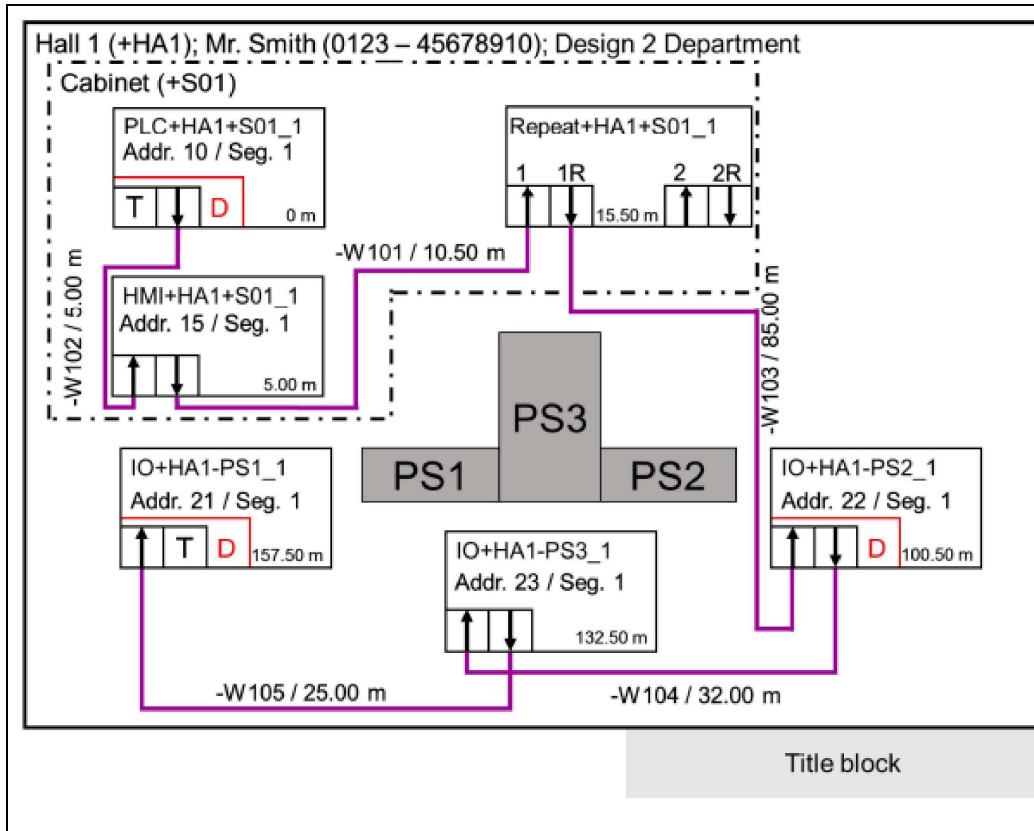 Hall 1 (+HA1); Mr. Smith (0123 – 45678910); Design 2 Department
Cabinet (+S01)
PLC+HA1+S01_1
Addr. 10 / Seg. 1
T
D
0 m
Repeat+HA1+S01_1
1
1R
2
2R
15.50 m
-W101 / 10.50 m
-W102 / 5.00 m
HMI+HA1+S01_1
Addr. 15 / Seg. 1
5.00 m
-W103 / 85.00 m
PS3
PS1
PS2
IO+HA1-PS1_1
Addr. 21 / Seg. 1
T
D
157.50 m
IO+HA1-PS3_1
Addr. 23 / Seg. 1
132.50 m
IO+HA1-PS2_1
Addr. 22 / Seg. 1
D
100.50 m
-W105 / 25.00 m
-W104 / 32.00 m
Title block